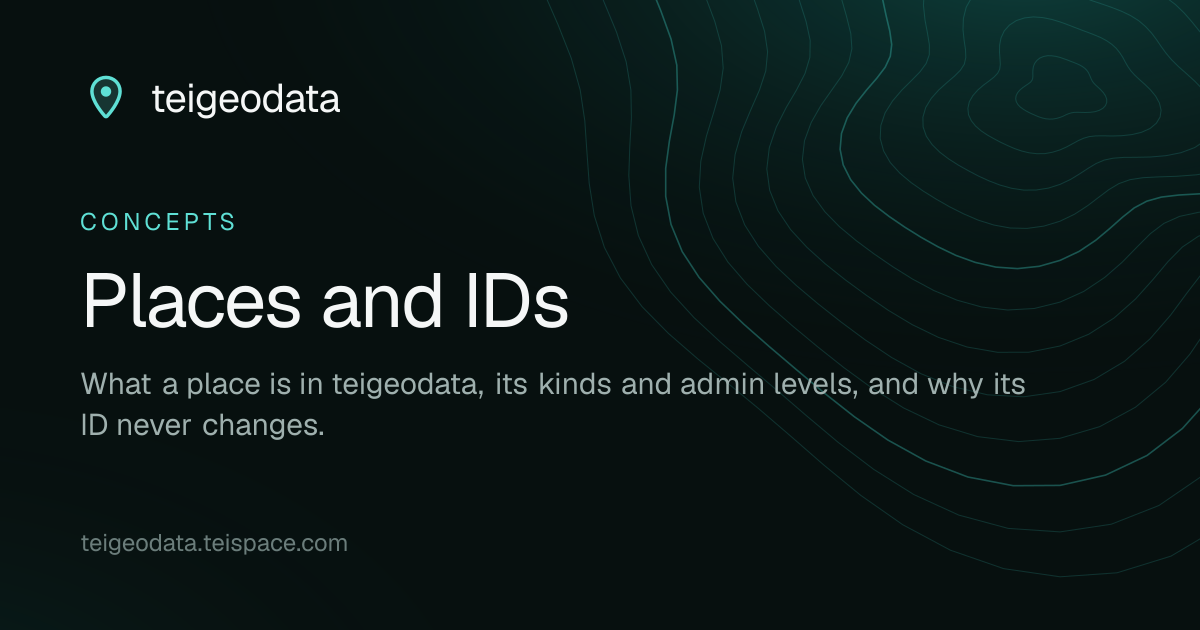 teigeodata
CONCEPTS
Places and IDs
What a place is in teigeodata, its kinds and admin levels, and why its
ID never changes.
teigeodata.teispace.com